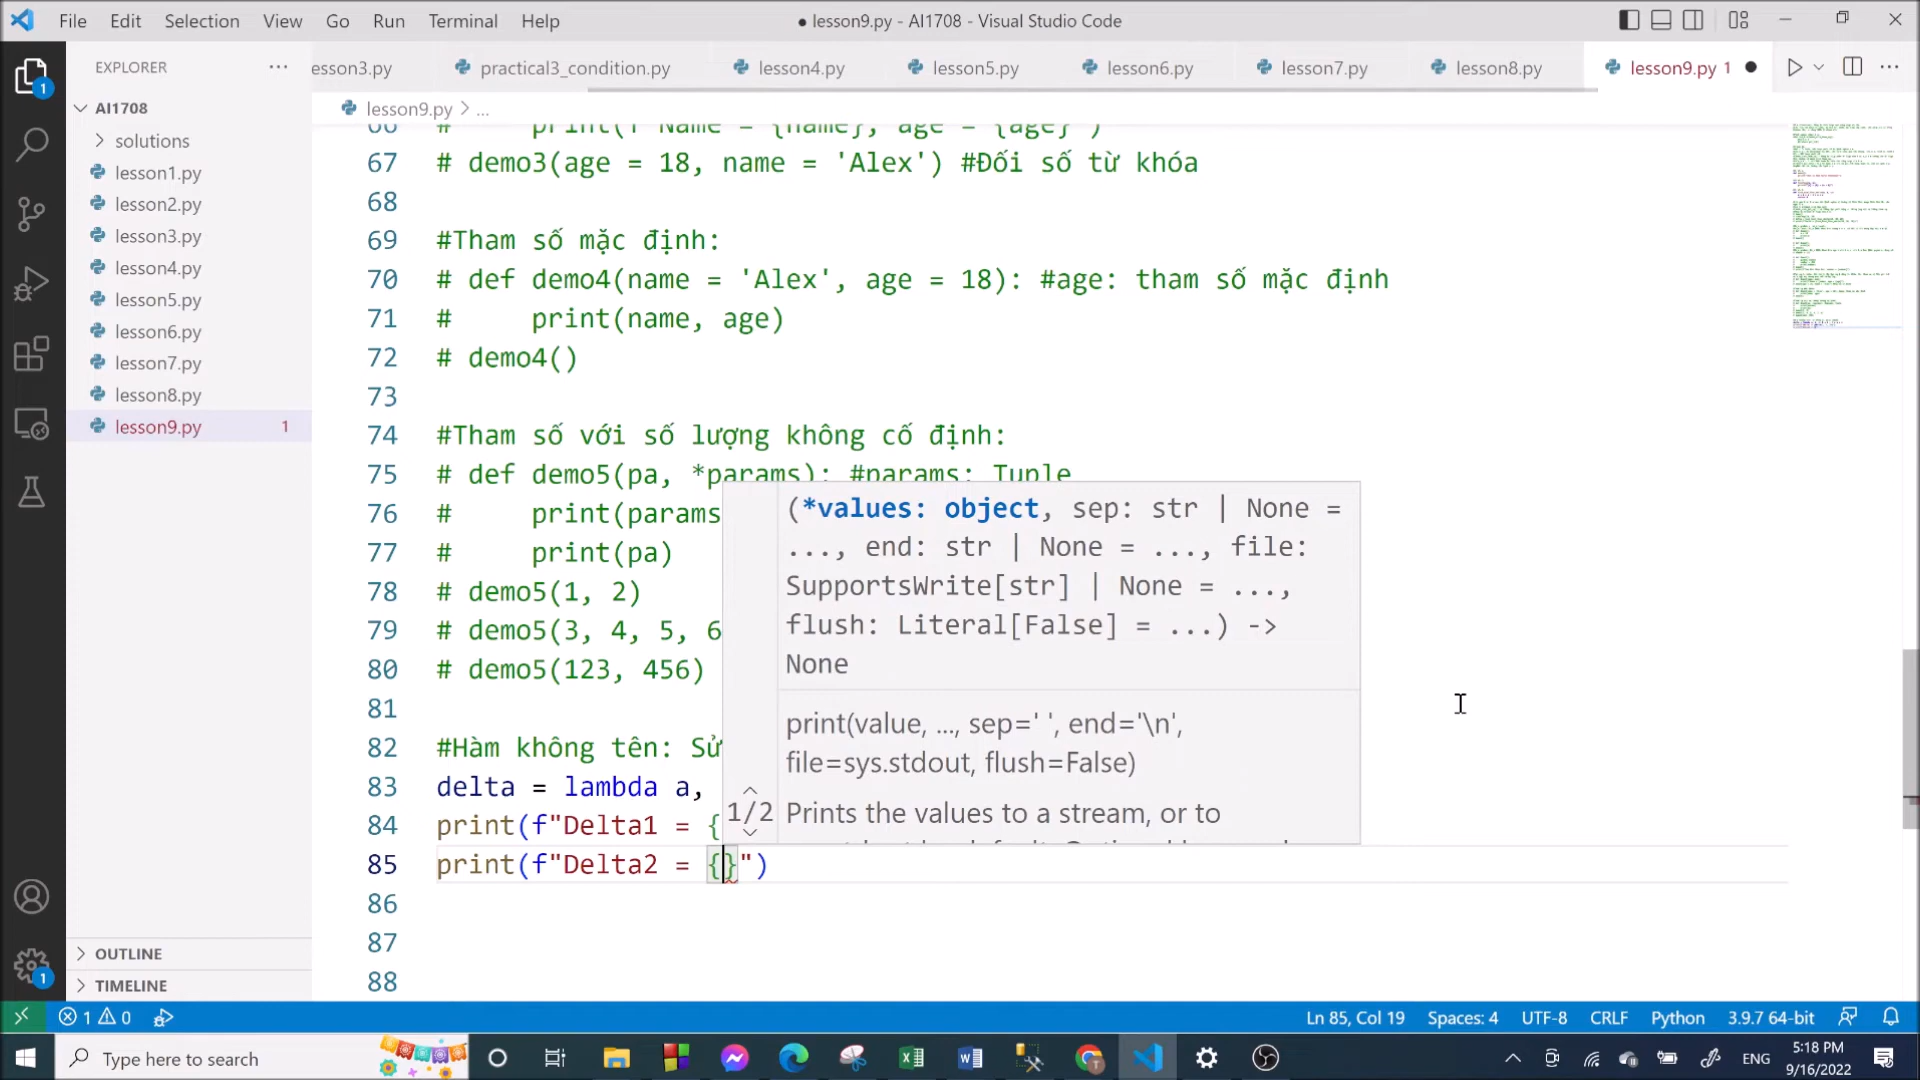 File Edit Selection View Go Run Terminal Help
● lesson9.py - AI1708 - Visual Studio Code
EXPLORER
esson3.py practical3_condition.py lesson4.py lesson5.py lesson6.py lesson7.py lesson8.py lesson9.py 1
AI1708
lesson9.py > ...
solutions
lesson1.py
lesson2.py
lesson3.py
lesson4.py
lesson5.py
lesson6.py
lesson7.py
lesson8.py
lesson9.py 1
OUTLINE
TIMELINE
66 # print(f"Name = {name}, age = {age}")
67 # demo3(age = 18, name = 'Alex') #Đối số từ khóa
68
69 #Tham số mặc định:
70 # def demo4(name = 'Alex', age = 18): #age: tham số mặc định
71 # print(name, age)
72 # demo4()
73
74 #Tham số với số lượng không cố định:
75 # def demo5(pa, *params): #params: Tuple
76 # print(params
77 # print(pa)
78 # demo5(1, 2)
79 # demo5(3, 4, 5, 6
80 # demo5(123, 456)
81
82 #Hàm không tên: Sử
83 delta = lambda a,
84 print(f"Delta1 = {
85 print(f"Delta2 = {}")
86
87
88
(*values: object, sep: str | None =
..., end: str | None = ..., file:
SupportsWrite[str] | None = ...,
flush: Literal[False] = ...) ->
None
print(value, ..., sep=' ', end='\n',
file=sys.stdout, flush=False)
1/2
Prints the values to a stream, or to
1 0
Ln 85, Col 19 Spaces: 4 UTF-8 CRLF Python 3.9.7 64-bit
Type here to search
ENG
5:18 PM
9/16/2022